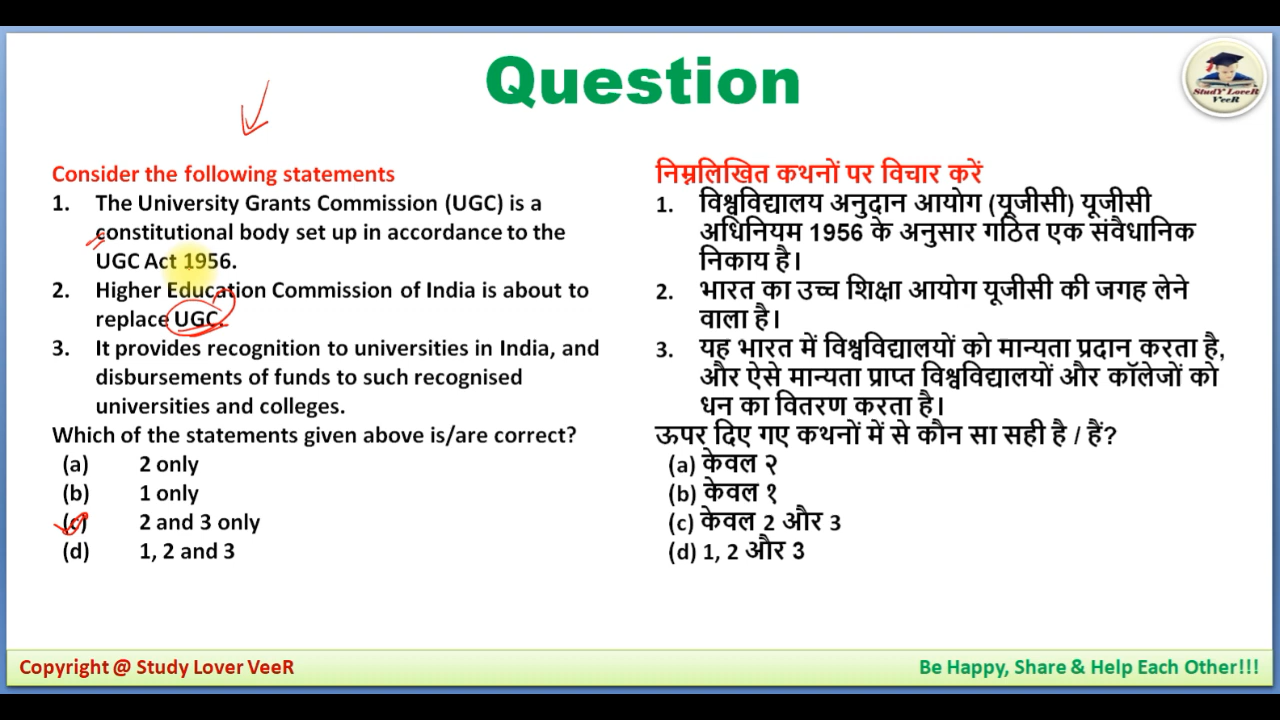 Question
StudY LoveR
VeeR
Consider the following statements
1. The University Grants Commission (UGC) is a
constitutional body set up in accordance to the
UGC Act 1956.
2. Higher Education Commission of India is about to
replace UGC.
3. It provides recognition to universities in India, and
disbursements of funds to such recognised
universities and colleges.
Which of the statements given above is/are correct?
(a) 2 only
(b) 1 only
(c) 2 and 3 only
(d) 1, 2 and 3
निम्नलिखित कथनों पर विचार करें
1. विश्वविद्यालय अनुदान आयोग (यूजीसी) यूजीसी
अधिनियम 1956 के अनुसार गठित एक संवैधानिक
निकाय है।
2. भारत का उच्च शिक्षा आयोग यूजीसी की जगह लेने
वाला है।
3. यह भारत में विश्वविद्यालयों को मान्यता प्रदान करता है,
और ऐसे मान्यता प्राप्त विश्वविद्यालयों और कॉलेजों को
धन का वितरण करता है।
ऊपर दिए गए कथनों में से कौन सा सही है / हैं?
(a) केवल २
(b) केवल १
(c) केवल 2 और 3
(d) 1, 2 और 3
Copyright @ Study Lover VeeR
Be Happy, Share & Help Each Other!!!